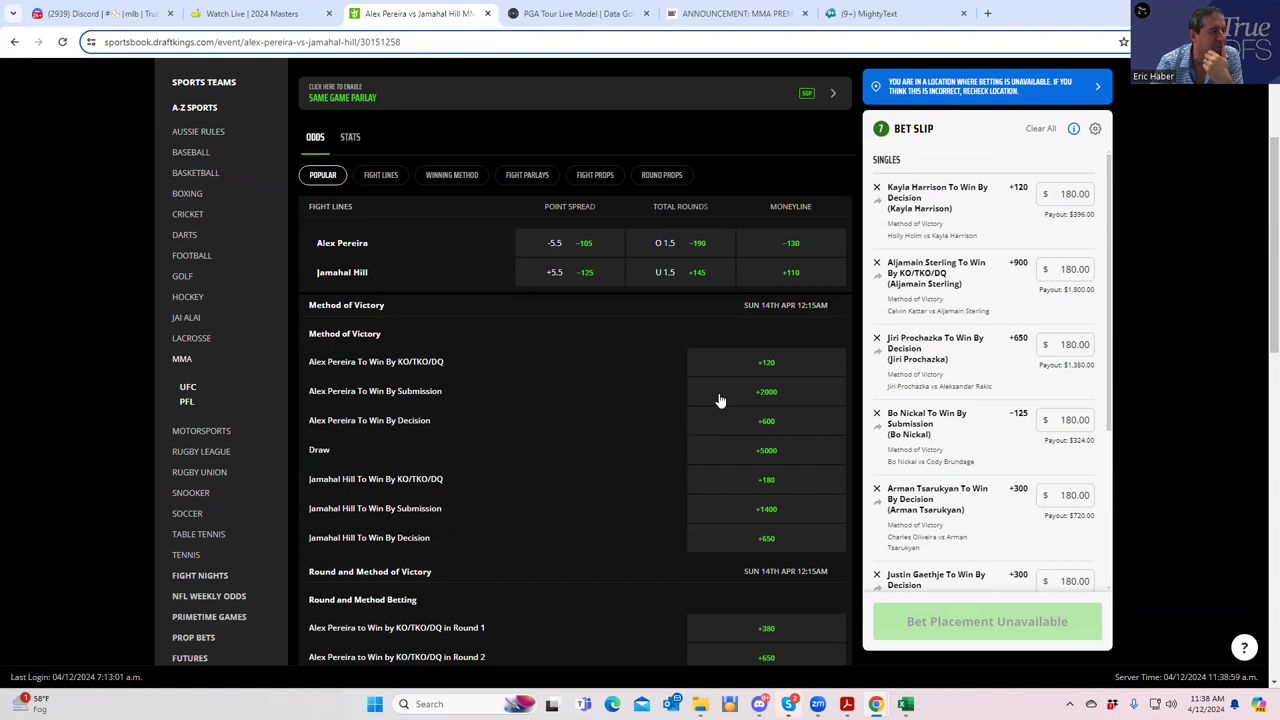 (2939) Discord | #🏒 | mlb | True
Watch Live | 2024 Masters
Alex Pereira vs Jamahal Hill MM
PGA Tour Live Model | Data Gol
ANNOUNCEMENT: MMA PREM
(9+) MightyText
sportsbook.draftkings.com/event/alex-pereira-vs-jamahal-hill/30151258
True
DFS
Eric Haber
SPORTS TEAMS
A-Z SPORTS
AUSSIE RULES
BASEBALL
BASKETBALL
BOXING
CRICKET
DARTS
FOOTBALL
GOLF
HOCKEY
JAI ALAI
LACROSSE
MMA
UFC
PFL
MOTORSPORTS
RUGBY LEAGUE
RUGBY UNION
SNOOKER
SOCCER
TABLE TENNIS
TENNIS
FIGHT NIGHTS
NFL WEEKLY ODDS
PRIMETIME GAMES
PROP BETS
FUTURES
CLICK HERE TO ENABLE
SAME GAME PARLAY
SGP
ODDS STATS
POPULAR FIGHT LINES WINNING METHOD FIGHT PARLAYS FIGHT PROPS ROUND PROPS
FIGHT LINES POINT SPREAD TOTAL ROUNDS MONEYLINE
Alex Pereira -5.5 −105 O 1.5 −190 −130
Jamahal Hill +5.5 −125 U 1.5 +145 +110
Method of Victory SUN 14TH APR 12:15AM
Method of Victory
Alex Pereira To Win By KO/TKO/DQ +120
Alex Pereira To Win By Submission +2000
Alex Pereira To Win By Decision +600
Draw +5000
Jamahal Hill To Win By KO/TKO/DQ +180
Jamahal Hill To Win By Submission +1400
Jamahal Hill To Win By Decision +650
Round and Method of Victory SUN 14TH APR 12:15AM
Round and Method Betting
Alex Pereira to Win by KO/TKO/DQ in Round 1 +380
Alex Pereira to Win by KO/TKO/DQ in Round 2 +650
YOU ARE IN A LOCATION WHERE BETTING IS UNAVAILABLE. IF YOU
THINK THIS IS INCORRECT, RECHECK LOCATION.
7 BET SLIP Clear All
SINGLES
Kayla Harrison To Win By +120 $ 180.00
Decision
(Kayla Harrison) Payout: $396.00
Method of Victory
Holly Holm vs Kayla Harrison
Aljamain Sterling To Win +900 $ 180.00
By KO/TKO/DQ
(Aljamain Sterling) Payout: $1,800.00
Method of Victory
Calvin Kattar vs Aljamain Sterling
Jiri Prochazka To Win By +650 $ 180.00
Decision
(Jiri Prochazka) Payout: $1,350.00
Method of Victory
Jiri Prochazka vs Aleksandar Rakic
Bo Nickal To Win By −125 $ 180.00
Submission
(Bo Nickal) Payout: $324.00
Method of Victory
Bo Nickal vs Cody Brundage
Arman Tsarukyan To Win +300 $ 180.00
By Decision
(Arman Tsarukyan) Payout: $720.00
Method of Victory
Charles Oliveira vs Arman
Tsarukyan
Justin Gaethje To Win By +300 $ 180.00
Decision
Bet Placement Unavailable
?
Last Login: 04/12/2024 7:13:01 a.m. Server Time: 04/12/2024 11:38:59 a.m.
58°F
Fog
Search
11:38 AM
4/12/2024